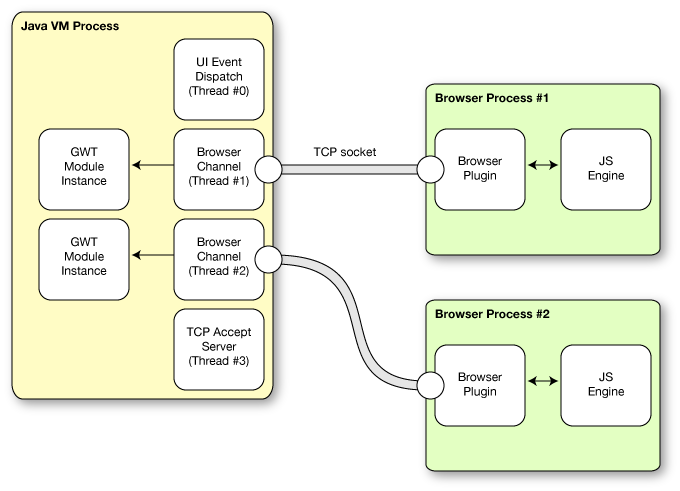 Java VM Process
UI Event
Dispatch
(Thread #0)
GWT
Module
Instance
Browser
Channel
(Thread #1)
GWT
Module
Instance
Browser
Channel
(Thread #2)
TCP Accept
Server
(Thread #3)
TCP socket
Browser Process #1
Browser
Plugin
JS
Engine
Browser Process #2
Browser
Plugin
JS
Engine